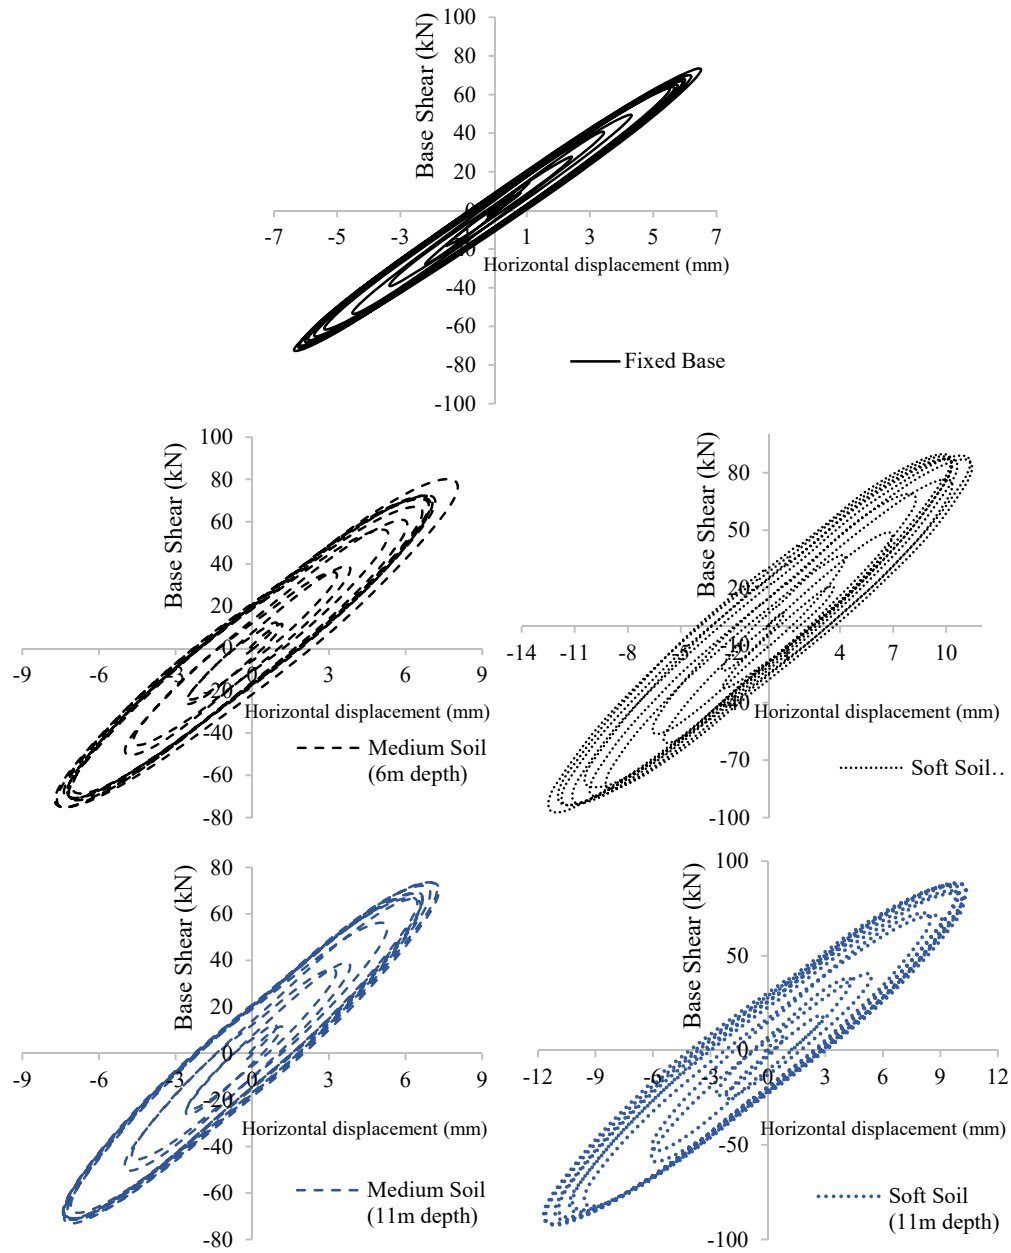 100
80
60
40
20
0
-7 -5 -3 1 3 5 7
20
Horizontal displacement (mm)
-40
-60
-80
-100
Base Shear (kN)
Fixed Base
100
80
60
40
20
0
-9 -6 -3 0 3 6 9
-20
Horizontal displacement (mm)
-40
-60
-80
Base Shear (kN)
Medium Soil
(6m depth)
80
50
20
-10
-14 -11 -8 -5 -2 1 4 7 10
-40
Horizontal displacement (mm)
-70
-100
Base Shear (kN)
Soft Soil..
80
60
40
20
0
-9 -6 -3 0 3 6 9
-20
Horizontal displacement (mm)
-40
-60
-80
Base Shear (kN)
Medium Soil
(11m depth)
100
50
0
-12 -9 -6 -3 0 3 6 9 12
Horizontal displacement (mm)
-50
-100
Base Shear (kN)
Soft Soil
(11m depth)